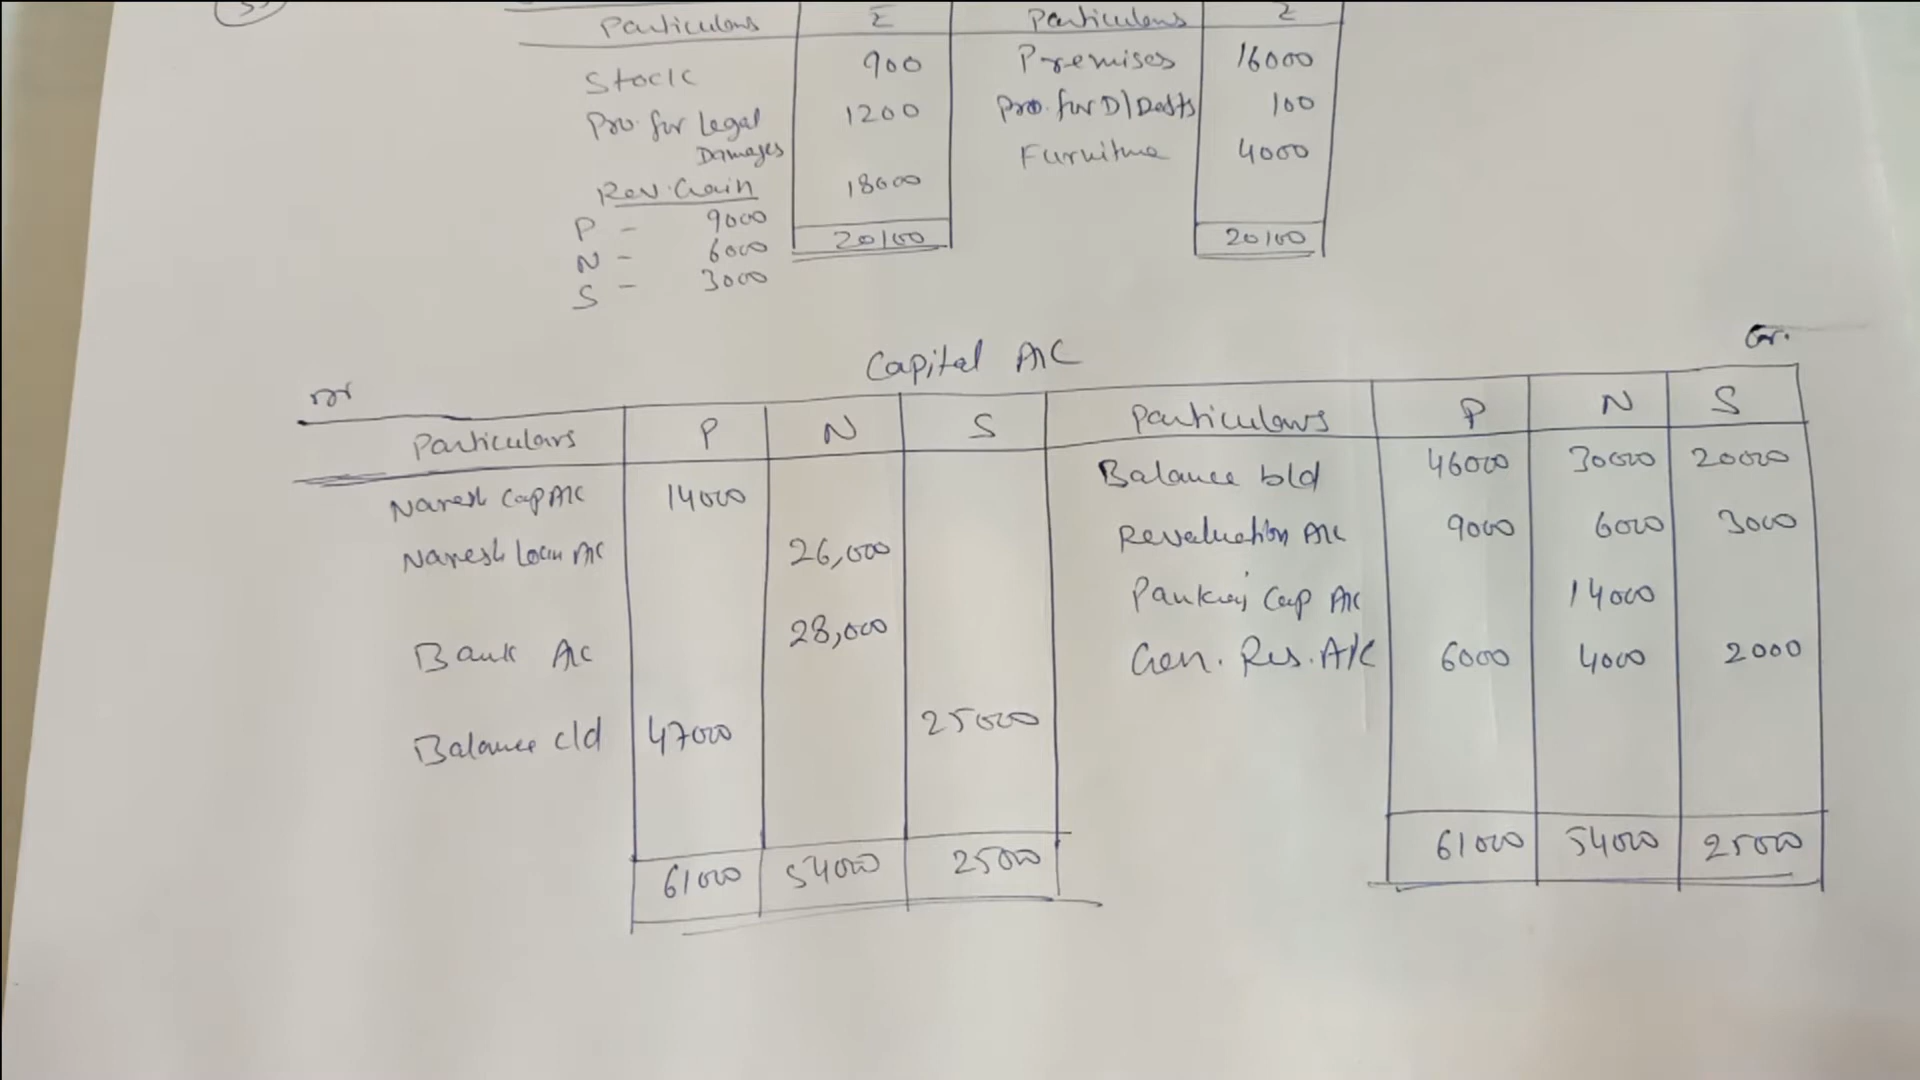 Particulars ₹ Particulars ₹
Stock 900 Premises 16000
Pro. for Legal 1200 Pro. for D/Debts 100
Damages Furniture 4000
Rev. Gain 18000
P - 9000
20100 20100
N - 6000
S - 3000
Capital A/C
Dr Cr.
Particulars P N S Particulars P N S
Balance b/d 46000 30000 20000
Naresh Cap A/C 14000
Revaluation A/C 9000 6000 3000
Naresh Loan A/C 26,000
Pankaj Cap A/C 14000
Bank A/C 28,000
Gen. Res. A/C 6000 4000 2000
Balance c/d 47000 25000
61000 54000 25000 61000 54000 25000